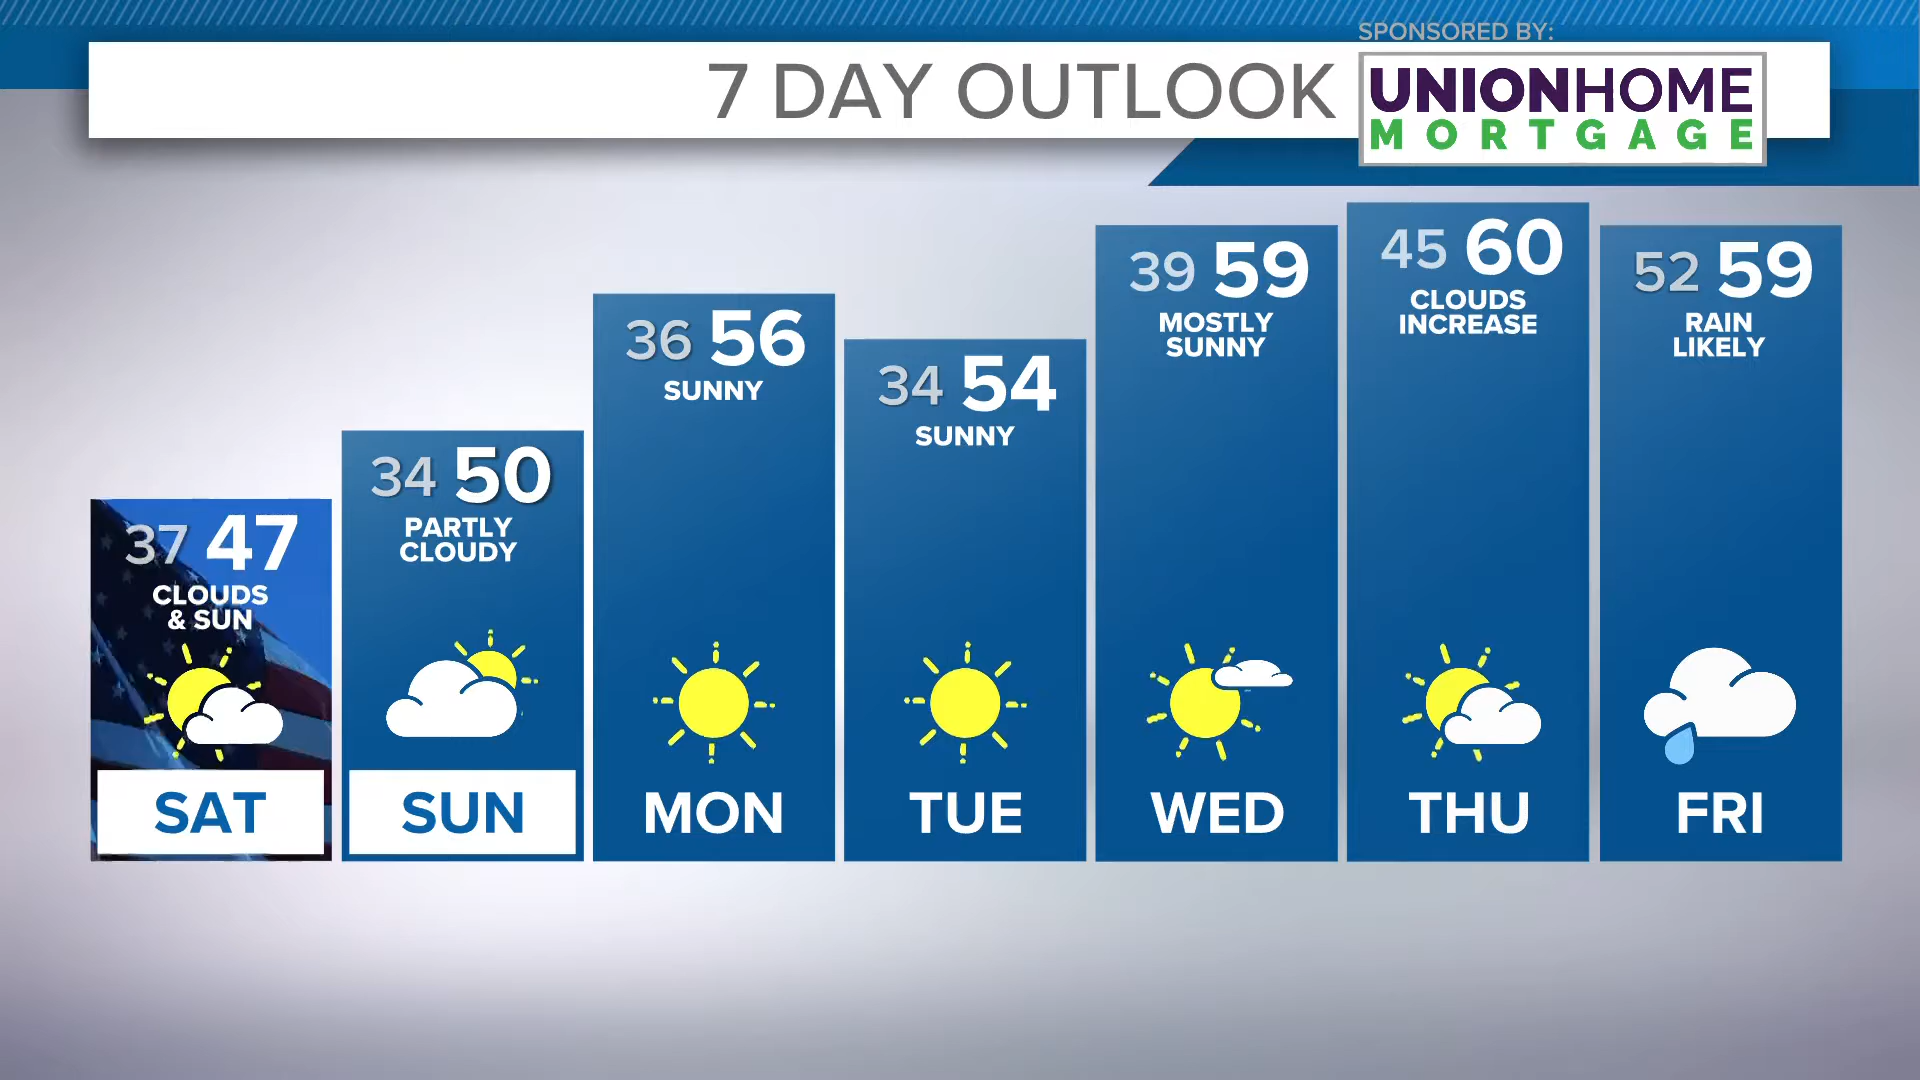 SPONSORED BY:
7 DAY OUTLOOK
UNIONHOME
MORTGAGE
37 47
CLOUDS
& SUN
SAT
34 50
PARTLY
CLOUDY
SUN
36 56
SUNNY
MON
34 54
SUNNY
TUE
39 59
MOSTLY
SUNNY
WED
45 60
CLOUDS
INCREASE
THU
52 59
RAIN
LIKELY
FRI